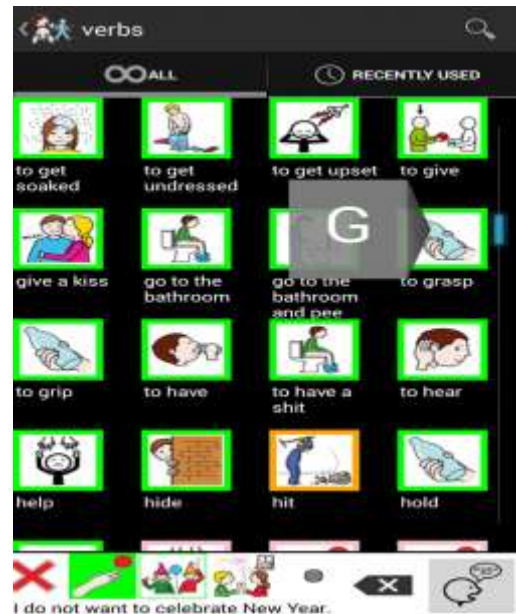 verbs
ALL
RECENTLY USED
to get soaked
to get undressed
to get upset
to give
G
give a kiss
go to the bathroom
go to the bathroom and pee
to grasp
to grip
to have
to have a shit
to hear
help
hide
hit
hold
I do not want to celebrate New Year.